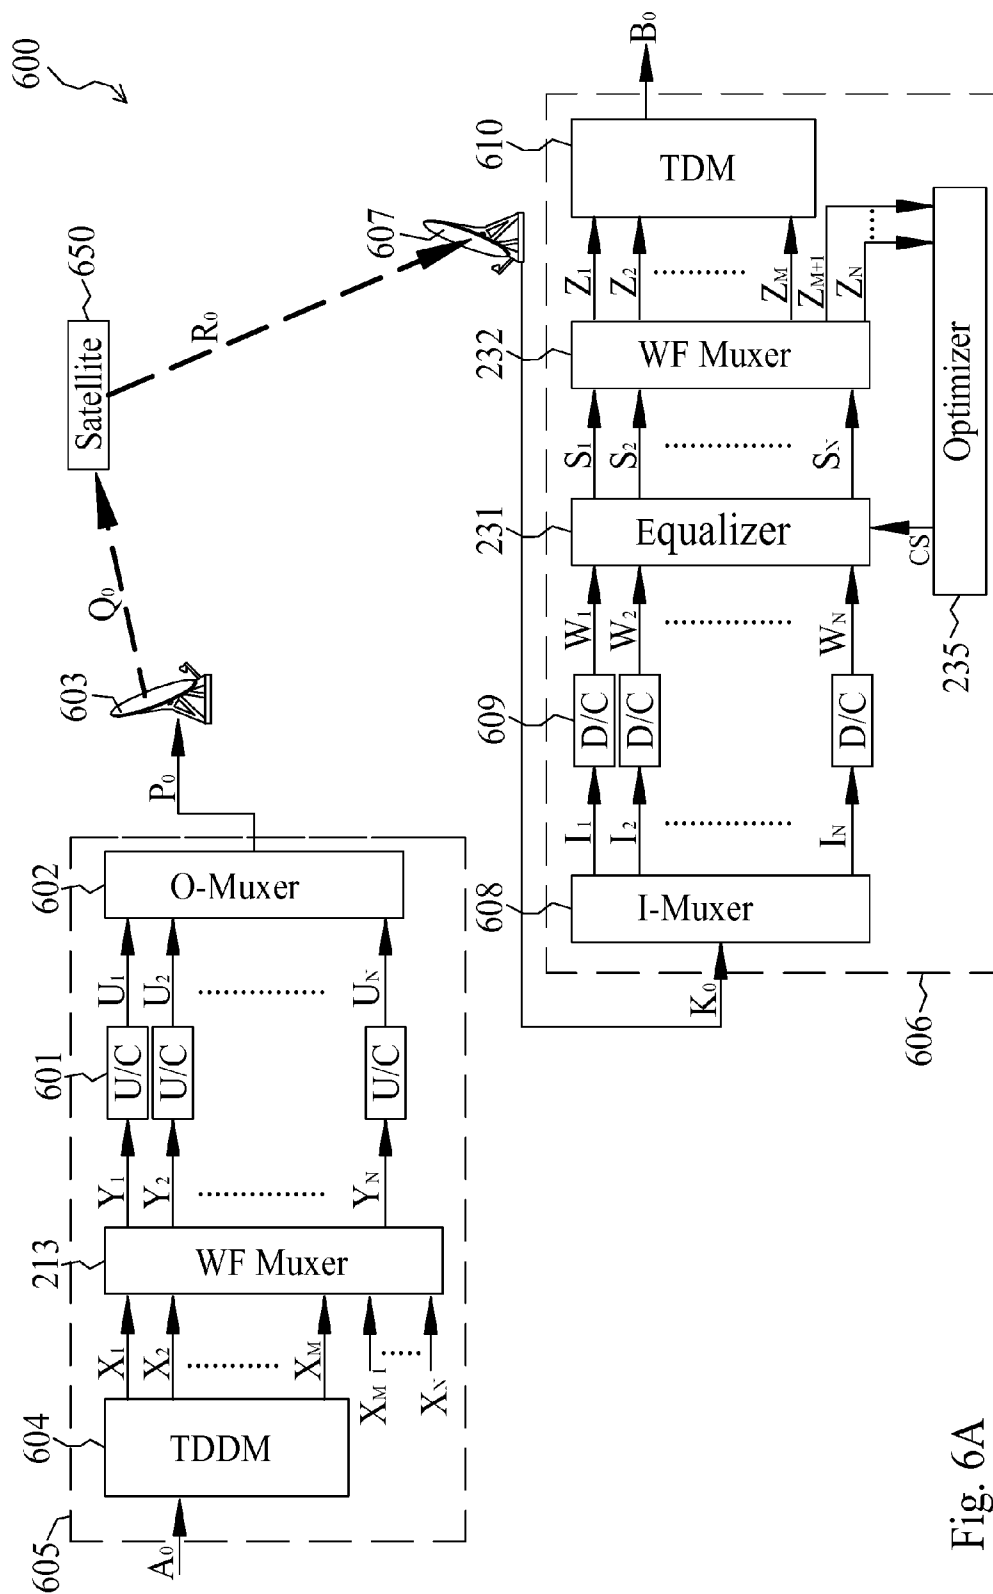 600
605
A0
604
TDDM
X1
X2
XM
XM 1
XN
213
WF Muxer
Y1
Y2
YN
601
U/C
U/C
U/C
U1
U2
UN
602
O-Muxer
P0
603
Q0
Satellite
650
R0
607
606
K0
608
I-Muxer
I1
I2
IN
609
D/C
D/C
D/C
W1
W2
WN
231
Equalizer
CS
S1
S2
SN
232
WF Muxer
Z1
Z2
ZM
ZM+1
ZN
610
TDM
B0
235
Optimizer
Fig. 6A